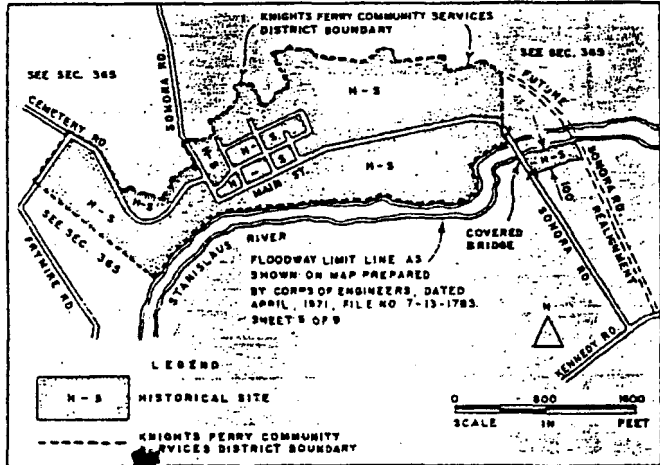 KNIGHTS FERRY COMMUNITY SERVICES
DISTRICT BOUNDARY
SEE SEC. 365
SEE SEC. 365
SONORA RD.
CEMETERY RD.
H - S
FUTURE
SONORA RD.
REALIGNMENT
H - S
H - S
H - S
H - S
H - S
MAIN ST.
H - S
H-S
H-S
100'
SEE SEC. 365
FRYMIRE RD.
STANISLAUS RIVER
COVERED
BRIDGE
SONORA RD.
FLOODWAY LIMIT LINE AS
SHOWN ON MAP PREPARED
BY CORPS OF ENGINEERS, DATED
APRIL, 1971, FILE NO 7-13-1783.
SHEET 5 OF 9
N
KENNEDY RD.
LEGEND
H - S
HISTORICAL SITE
0 800 1600
SCALE IN FEET
KNIGHTS FERRY COMMUNITY
SERVICES DISTRICT BOUNDARY